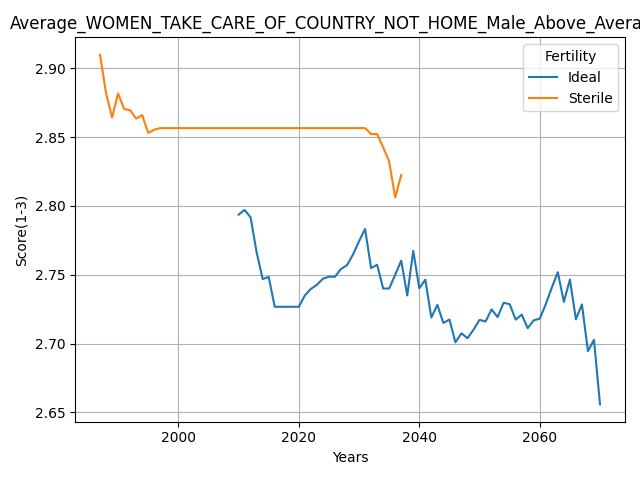 Average_WOMEN_TAKE_CARE_OF_COUNTRY_NOT_HOME_Male_Above_Avera
Fertility
Ideal
Sterile
2.90
2.85
2.80
2.75
2.70
2.65
Score(1-3)
2000 2020 2040 2060
Years